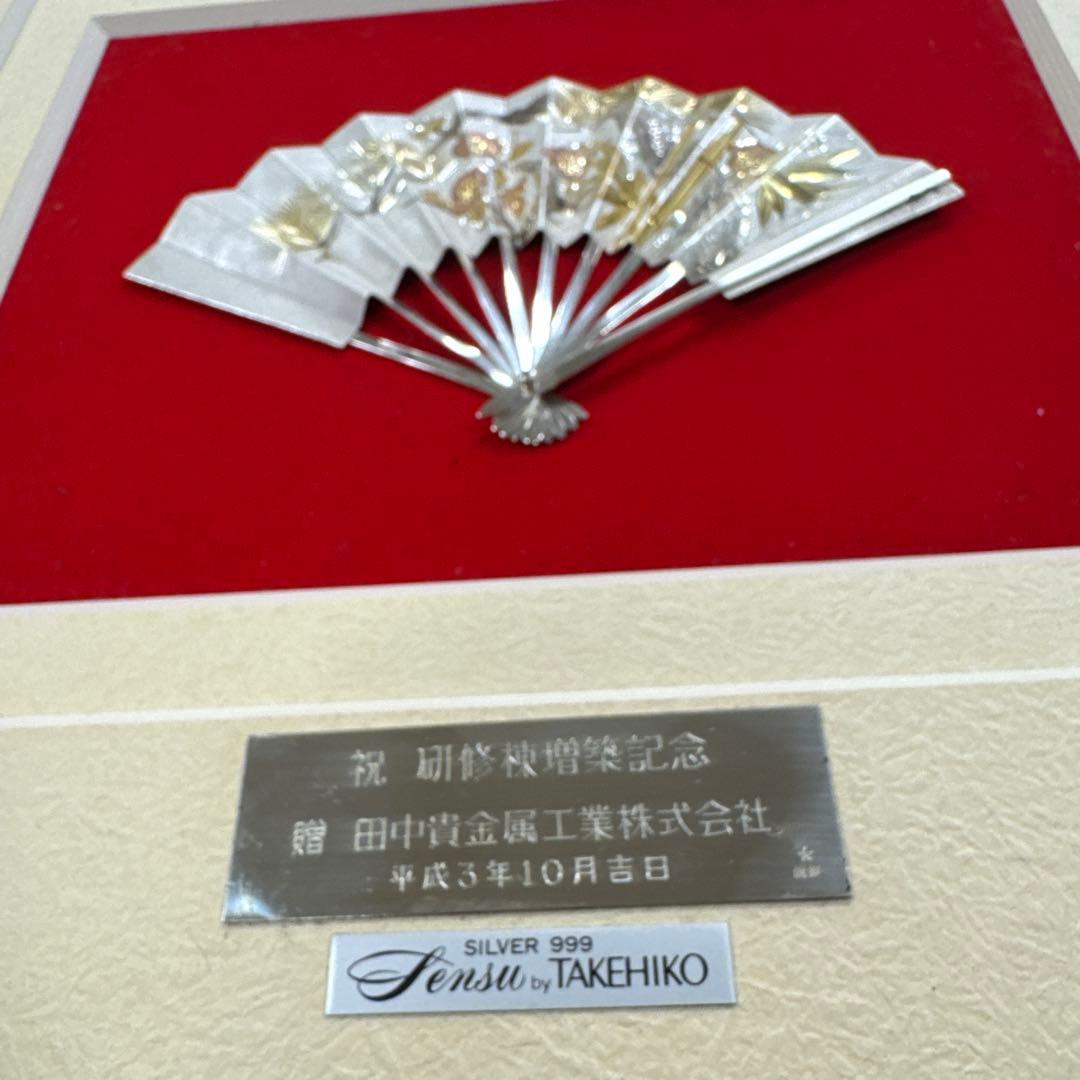 祝 研修棟増築記念
贈 田中貴金属工業株式会社
平成3年10月吉日
SILVER 999
Sensu by TAKEHIKO